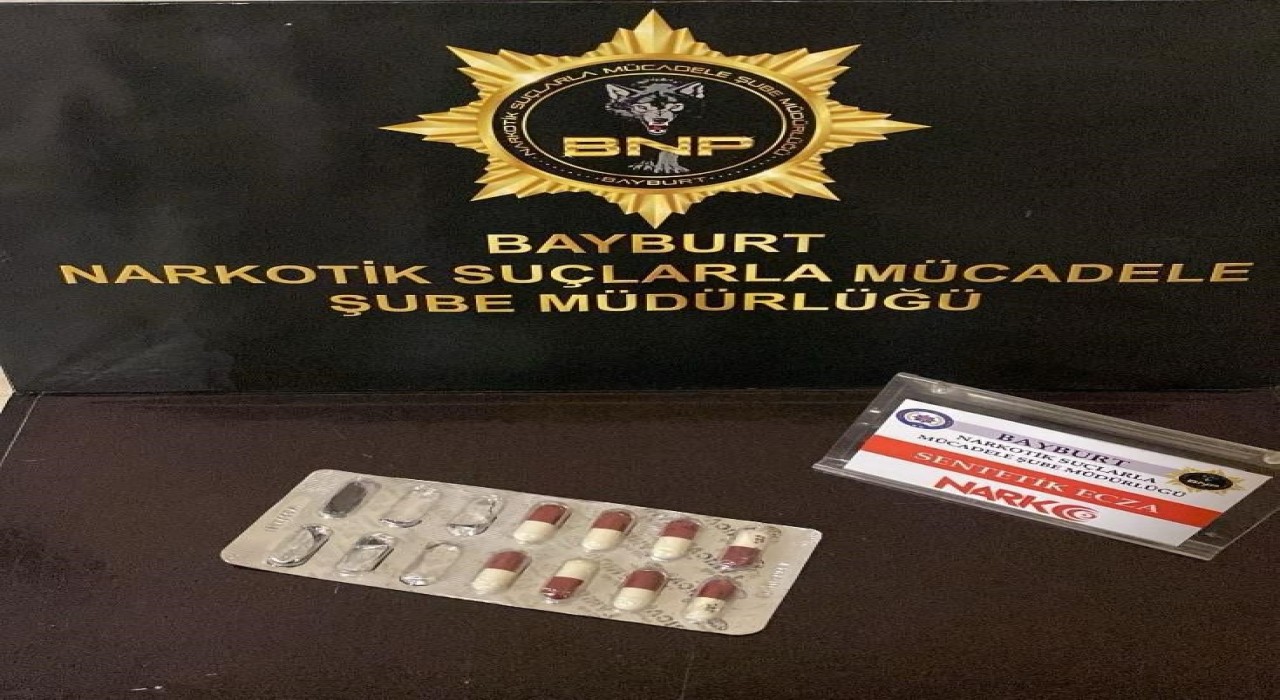 NARKOTİK SUÇLARLA MÜCADELE ŞUBE MÜDÜRLÜĞÜ
BNP
BAYBURT
BAYBURT
NARKOTİK SUÇLARLA MÜCADELE
ŞUBE MÜDÜRLÜĞÜ
BAYBURT
NARKOTİK SUÇLARLA
MÜCADELE ŞUBE MÜDÜRLÜĞÜ
SENTETİK ECZA
NARKO